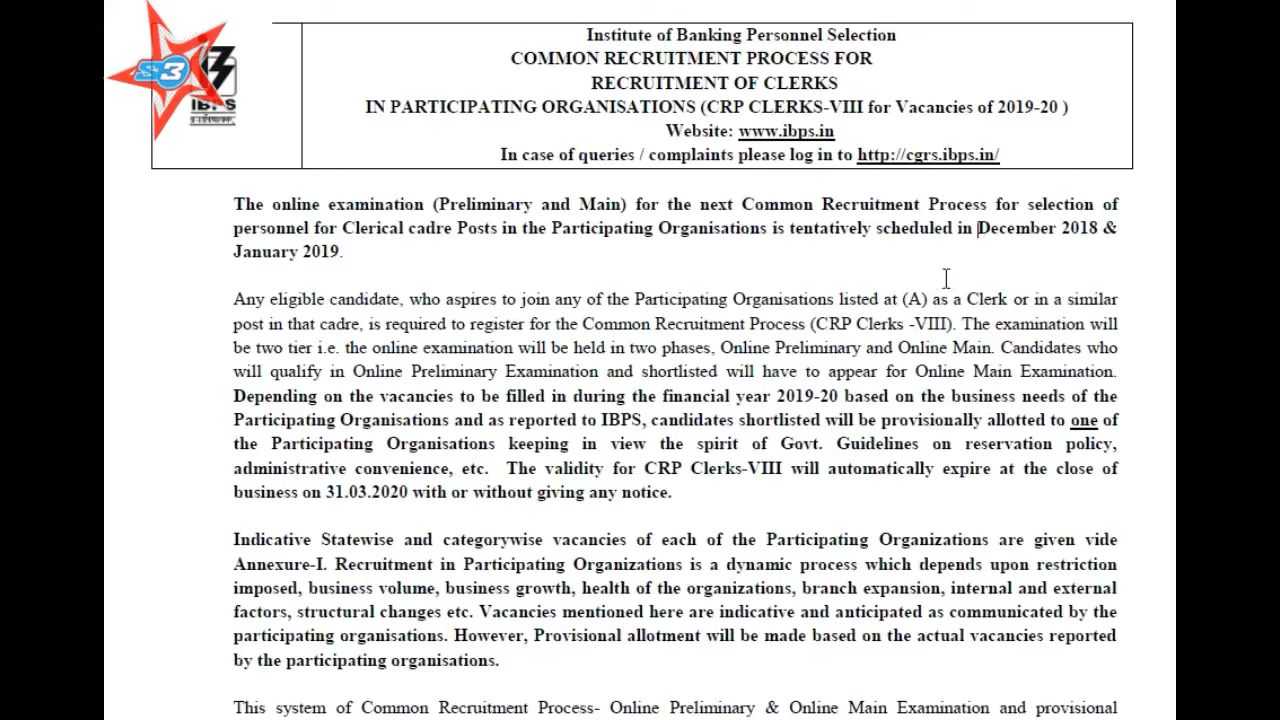 S3
IBPS
Institute of Banking Personnel Selection
COMMON RECRUITMENT PROCESS FOR
RECRUITMENT OF CLERKS
IN PARTICIPATING ORGANISATIONS (CRP CLERKS-VIII for Vacancies of 2019-20 )
Website: www.ibps.in
In case of queries / complaints please log in to http://cgrs.ibps.in/
The online examination (Preliminary and Main) for the next Common Recruitment Process for selection of
personnel for Clerical cadre Posts in the Participating Organisations is tentatively scheduled in December 2018 &
January 2019.
Any eligible candidate, who aspires to join any of the Participating Organisations listed at (A) as a Clerk or in a similar
post in that cadre, is required to register for the Common Recruitment Process (CRP Clerks -VIII). The examination will
be two tier i.e. the online examination will be held in two phases, Online Preliminary and Online Main. Candidates who
will qualify in Online Preliminary Examination and shortlisted will have to appear for Online Main Examination.
Depending on the vacancies to be filled in during the financial year 2019-20 based on the business needs of the
Participating Organisations and as reported to IBPS, candidates shortlisted will be provisionally allotted to one of
the Participating Organisations keeping in view the spirit of Govt. Guidelines on reservation policy,
administrative convenience, etc. The validity for CRP Clerks-VIII will automatically expire at the close of
business on 31.03.2020 with or without giving any notice.
Indicative Statewise and categorywise vacancies of each of the Participating Organizations are given vide
Annexure-I. Recruitment in Participating Organizations is a dynamic process which depends upon restriction
imposed, business volume, business growth, health of the organizations, branch expansion, internal and external
factors, structural changes etc. Vacancies mentioned here are indicative and anticipated as communicated by the
participating organisations. However, Provisional allotment will be made based on the actual vacancies reported
by the participating organisations.
This system of Common Recruitment Process- Online Preliminary & Online Main Examination and provisional